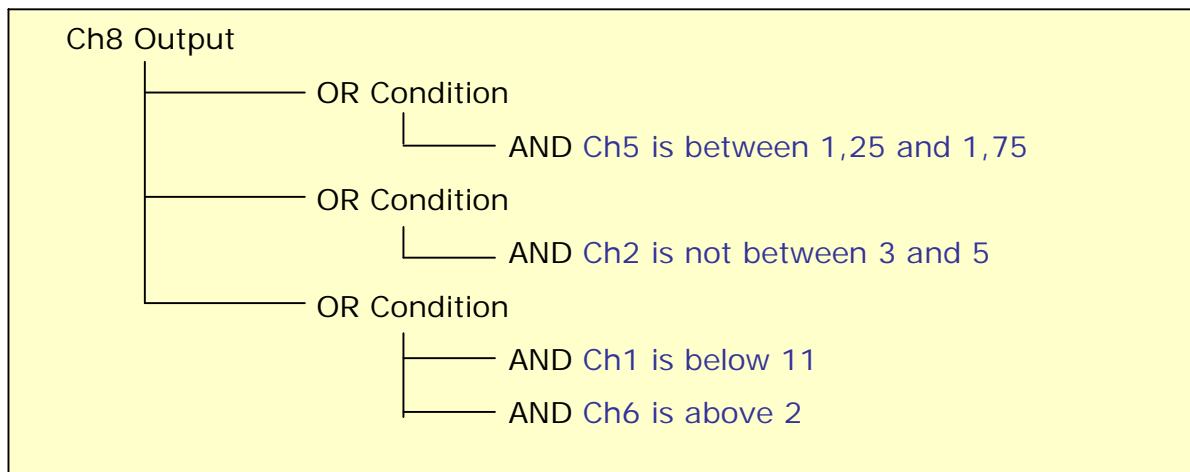 Ch8 Output
OR Condition
AND Ch5 is between 1,25 and 1,75
OR Condition
AND Ch2 is not between 3 and 5
OR Condition
AND Ch1 is below 11
AND Ch6 is above 2